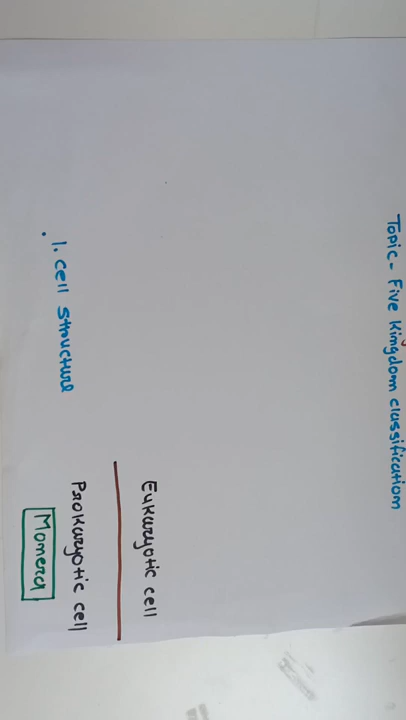 Topic- Five Kingdom classification
Eukaryotic cell
1. cell structure
Prokaryotic cell
Monera